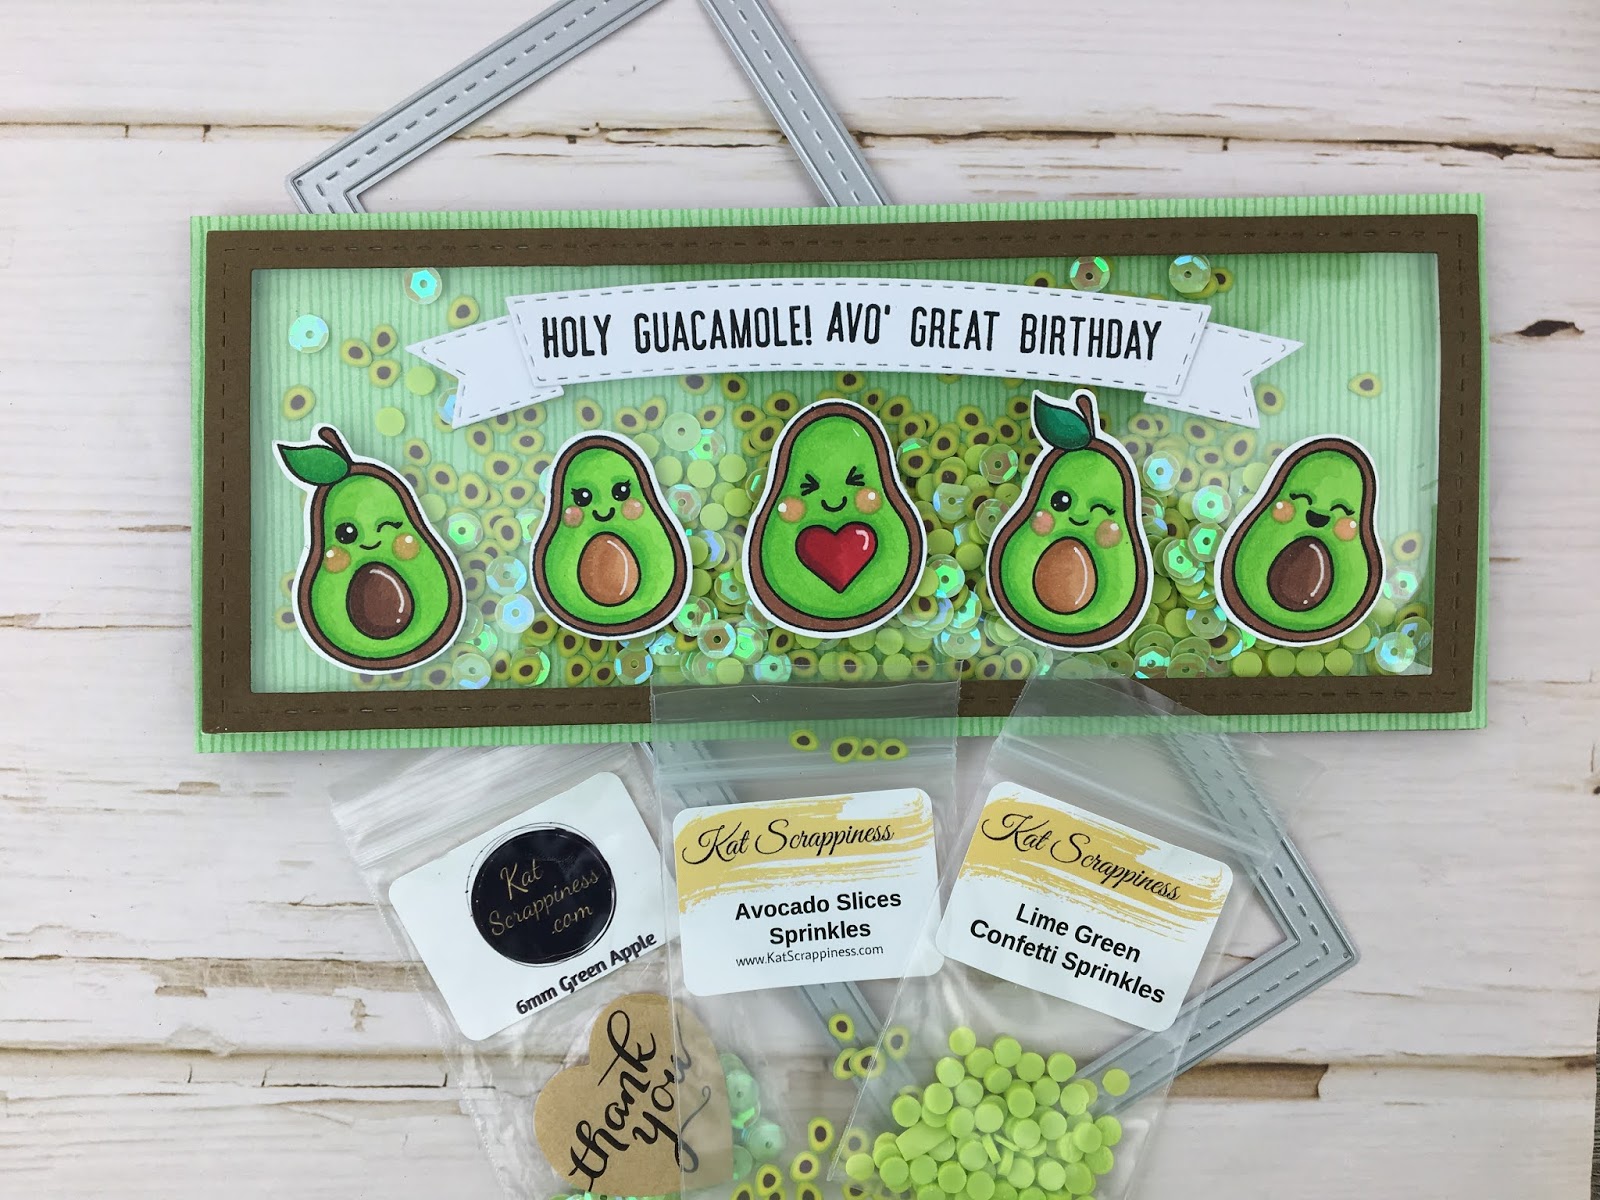 HOLY GUACAMOLE! AVO' GREAT BIRTHDAY
Kat
Scrappiness
.com
6mm Green Apple
thank
you
Kat Scrappiness
Avocado Slices
Sprinkles
www.KatScrappiness.com
Kat Scrappiness
Lime Green
Confetti Sprinkles